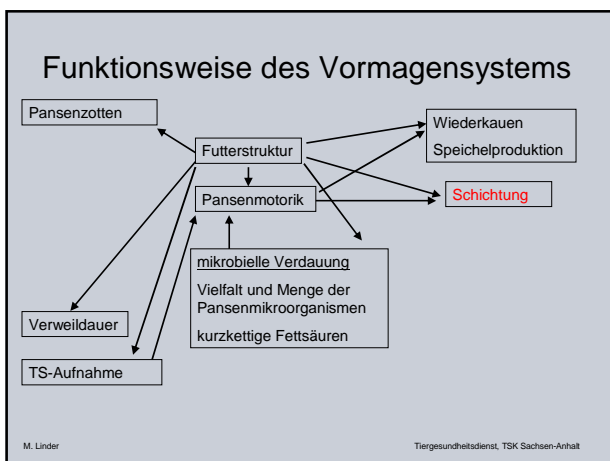 Funktionsweise des Vormagensystems
Pansenzotten
Wiederkauen
Speichelproduktion
Futterstruktur
Pansenmotorik
Schichtung
mikrobielle Verdauung
Vielfalt und Menge der
Pansenmikroorganismen
kurzkettige Fettsäuren
Verweildauer
TS-Aufnahme
M. Linder
Tiergesundheitsdienst, TSK Sachsen-Anhalt